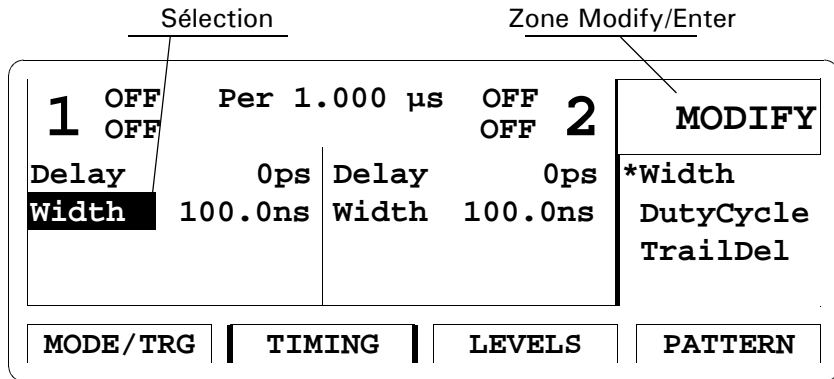 Sélection Zone Modify/Enter
1 OFF Per 1.000 µs OFF 2 MODIFY
OFF OFF
Delay 0ps Delay 0ps *Width
Width 100.0ns Width 100.0ns DutyCycle
TrailDel
MODE/TRG TIMING LEVELS PATTERN